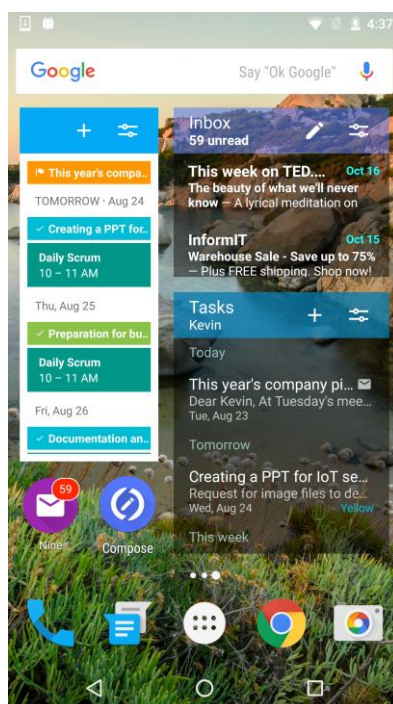 4:37
Google
Say "Ok Google"
This year's compa..
TOMORROW · Aug 24
Creating a PPT for..
Daily Scrum
10 – 11 AM
Thu, Aug 25
Preparation for bu..
Daily Scrum
10 – 11 AM
Fri, Aug 26
Documentation an..
Inbox
59 unread
This week on TED.... Oct 16
The beauty of what we'll never
know — A lyrical meditation on
InformIT Oct 15
Warehouse Sale - Save up to 75%
— Plus FREE shipping. Shop now!
Tasks
Kevin
Today
This year's company pi...
Dear Kevin, At Tuesday's mee...
Tue, Aug 23
Tomorrow
Creating a PPT for IoT se...
Request for image files to de...
Wed, Aug 24 Yellow
This week
59
Nine
Compose